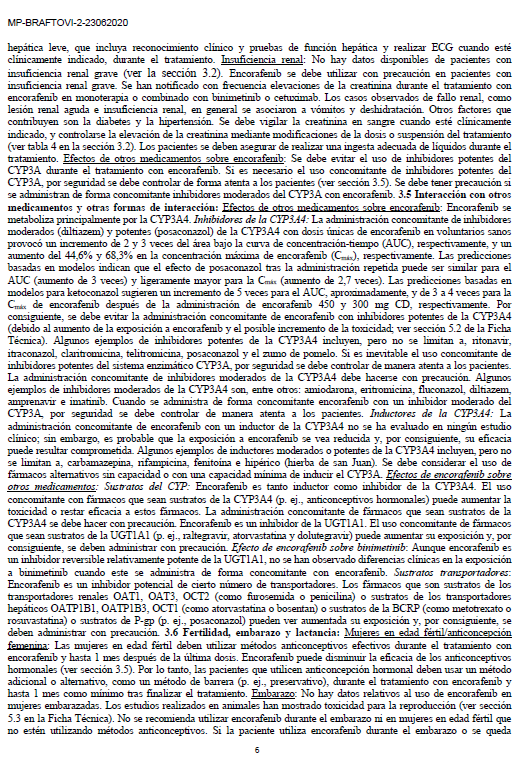 MP-BRAFTOVI-2-23062020
hepática leve, que incluya reconocimiento clínico y pruebas de función hepática y realizar ECG cuando esté
clínicamente indicado, durante el tratamiento. Insuficiencia renal: No hay datos disponibles de pacientes con
insuficiencia renal grave (ver la sección 3.2). Encorafenib se debe utilizar con precaución en pacientes con
insuficiencia renal grave. Se han notificado con frecuencia elevaciones de la creatinina durante el tratamiento con
encorafenib en monoterapia o combinado con binimetinib o cetuximab. Los casos observados de fallo renal, como
lesión renal aguda e insuficiencia renal, en general se asociaron a vómitos y deshidratación. Otros factores que
contribuyen son la diabetes y la hipertensión. Se debe vigilar la creatinina en sangre cuando esté clínicamente
indicado, y controlarse la elevación de la creatinina mediante modificaciones de la dosis o suspensión del tratamiento
(ver tabla 4 en la sección 3.2). Los pacientes se deben asegurar de realizar una ingesta adecuada de líquidos durante el
tratamiento. Efectos de otros medicamentos sobre encorafenib: Se debe evitar el uso de inhibidores potentes del
CYP3A durante el tratamiento con encorafenib. Si es necesario el uso concomitante de inhibidores potentes del
CYP3A, por seguridad se debe controlar de forma atenta a los pacientes (ver sección 3.5). Se debe tener precaución si
se administran de forma concomitante inhibidores moderados del CYP3A con encorafenib. 3.5 Interacción con otros
medicamentos y otras formas de interacción: Efectos de otros medicamentos sobre encorafenib: Encorafenib se
metaboliza principalmente por la CYP3A4. Inhibidores de la CYP3A4: La administración concomitante de inhibidores
moderados (diltiazem) y potentes (posaconazol) de la CYP3A4 con dosis únicas de encorafenib en voluntarios sanos
provocó un incremento de 2 y 3 veces del área bajo la curva de concentración-tiempo (AUC), respectivamente, y un
aumento del 44,6% y 68,3% en la concentración máxima de encorafenib (Cmáx), respectivamente. Las predicciones
basadas en modelos indican que el efecto de posaconazol tras la administración repetida puede ser similar para el
AUC (aumento de 3 veces) y ligeramente mayor para la Cmáx (aumento de 2,7 veces). Las predicciones basadas en
modelos para ketoconazol sugieren un incremento de 5 veces para el AUC, aproximadamente, y de 3 a 4 veces para la
Cmáx de encorafenib después de la administración de encorafenib 450 y 300 mg CD, respectivamente. Por
consiguiente, se debe evitar la administración concomitante de encorafenib con inhibidores potentes de la CYP3A4
(debido al aumento de la exposición a encorafenib y el posible incremento de la toxicidad; ver sección 5.2 de la Ficha
Técnica). Algunos ejemplos de inhibidores potentes de la CYP3A4 incluyen, pero no se limitan a, ritonavir,
itraconazol, claritromicina, telitromicina, posaconazol y el zumo de pomelo. Si es inevitable el uso concomitante de
inhibidores potentes del sistema enzimático CYP3A, por seguridad se debe controlar de manera atenta a los pacientes.
La administración concomitante de inhibidores moderados de la CYP3A4 debe hacerse con precaución. Algunos
ejemplos de inhibidores moderados de la CYP3A4 son, entre otros: amiodarona, eritromicina, fluconazol, diltiazem,
amprenavir e imatinib. Cuando se administra de forma concomitante encorafenib con un inhibidor moderado del
CYP3A, por seguridad se debe controlar de manera atenta a los pacientes. Inductores de la CYP3A4: La
administración concomitante de encorafenib con un inductor de la CYP3A4 no se ha evaluado en ningún estudio
clínico; sin embargo, es probable que la exposición a encorafenib se vea reducida y, por consiguiente, su eficacia
puede resultar comprometida. Algunos ejemplos de inductores moderados o potentes de la CYP3A4 incluyen, pero no
se limitan a, carbamazepina, rifampicina, fenitoína e hipérico (hierba de san Juan). Se debe considerar el uso de
fármacos alternativos sin capacidad o con una capacidad mínima de inducir el CYP3A. Efectos de encorafenib sobre
otros medicamentos: Sustratos del CTP: Encorafenib es tanto inductor como inhibidor de la CYP3A4. El uso
concomitante con fármacos que sean sustratos de la CYP3A4 (p. ej., anticonceptivos hormonales) puede aumentar la
toxicidad o restar eficacia a estos fármacos. La administración concomitante de fármacos que sean sustratos de la
CYP3A4 se debe hacer con precaución. Encorafenib es un inhibidor de la UGT1A1. El uso concomitante de fármacos
que sean sustratos de la UGT1A1 (p. ej., raltegravir, atorvastatina y dolutegravir) puede aumentar su exposición y, por
consiguiente, se deben administrar con precaución. Efecto de encorafenib sobre binimetinib: Aunque encorafenib es
un inhibidor reversible relativamente potente de la UGT1A1, no se han observado diferencias clínicas en la exposición
a binimetinib cuando este se administra de forma concomitante con encorafenib. Sustratos transportadores:
Encorafenib es un inhibidor potencial de cierto número de transportadores. Los fármacos que son sustratos de los
transportadores renales OAT1, OAT3, OCT2 (como furosemida o penicilina) o sustratos de los transportadores
hepáticos OATP1B1, OATP1B3, OCT1 (como atorvastatina o bosentan) o sustratos de la BCRP (como metotrexato o
rosuvastatina) o sustratos de P-gp (p. ej., posaconazol) pueden ver aumentada su exposición y, por consiguiente, se
deben administrar con precaución. 3.6 Fertilidad, embarazo y lactancia: Mujeres en edad fértil/anticoncepción
femenina: Las mujeres en edad fértil deben utilizar métodos anticonceptivos efectivos durante el tratamiento con
encorafenib y hasta 1 mes después de la última dosis. Encorafenib puede disminuir la eficacia de los anticonceptivos
hormonales (ver sección 3.5). Por lo tanto, las pacientes que utilicen anticoncepción hormonal deben usar un método
adicional o alternativo, como un método de barrera (p. ej., preservativo), durante el tratamiento con encorafenib y
hasta 1 mes como mínimo tras finalizar el tratamiento. Embarazo: No hay datos relativos al uso de encorafenib en
mujeres embarazadas. Los estudios realizados en animales han mostrado toxicidad para la reproducción (ver sección
5.3 en la Ficha Técnica). No se recomienda utilizar encorafenib durante el embarazo ni en mujeres en edad fértil que
no estén utilizando métodos anticonceptivos. Si la paciente utiliza encorafenib durante el embarazo o se queda
6